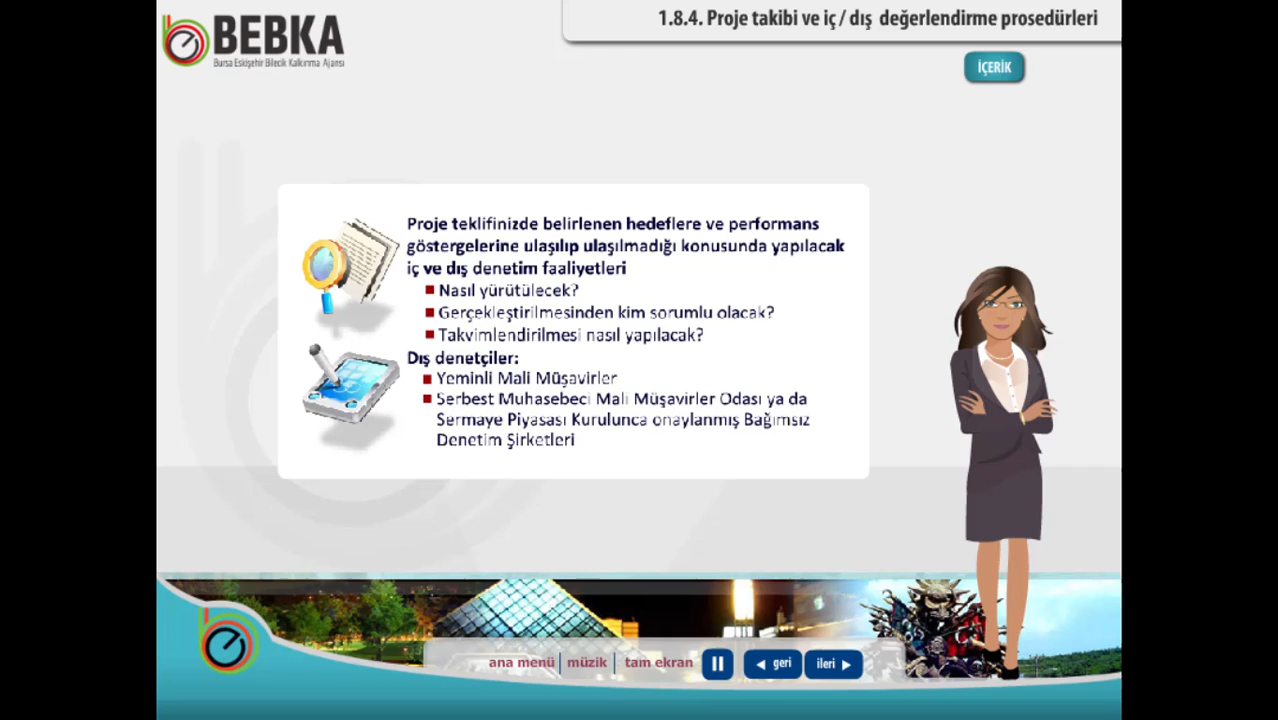 BEBKA
Bursa Eskişehir Bilecik Kalkınma Ajansı
1.8.4. Proje takibi ve iç / dış değerlendirme prosedürleri
İÇERİK
Proje teklifinizde belirlenen hedeflere ve performans
göstergelerine ulaşılıp ulaşılmadığı konusunda yapılacak
iç ve dış denetim faaliyetleri
Nasıl yürütülecek?
Gerçekleştirilmesinden kim sorumlu olacak?
Takvimlendirilmesi nasıl yapılacak?
Dış denetçiler:
Yeminli Mali Müşavirler
Serbest Muhasebeci Mali Müşavirler Odası ya da
Sermaye Piyasası Kurulunca onaylanmış Bağımsız
Denetim Şirketleri
ana menü | müzik | tam ekran
geri
ileri